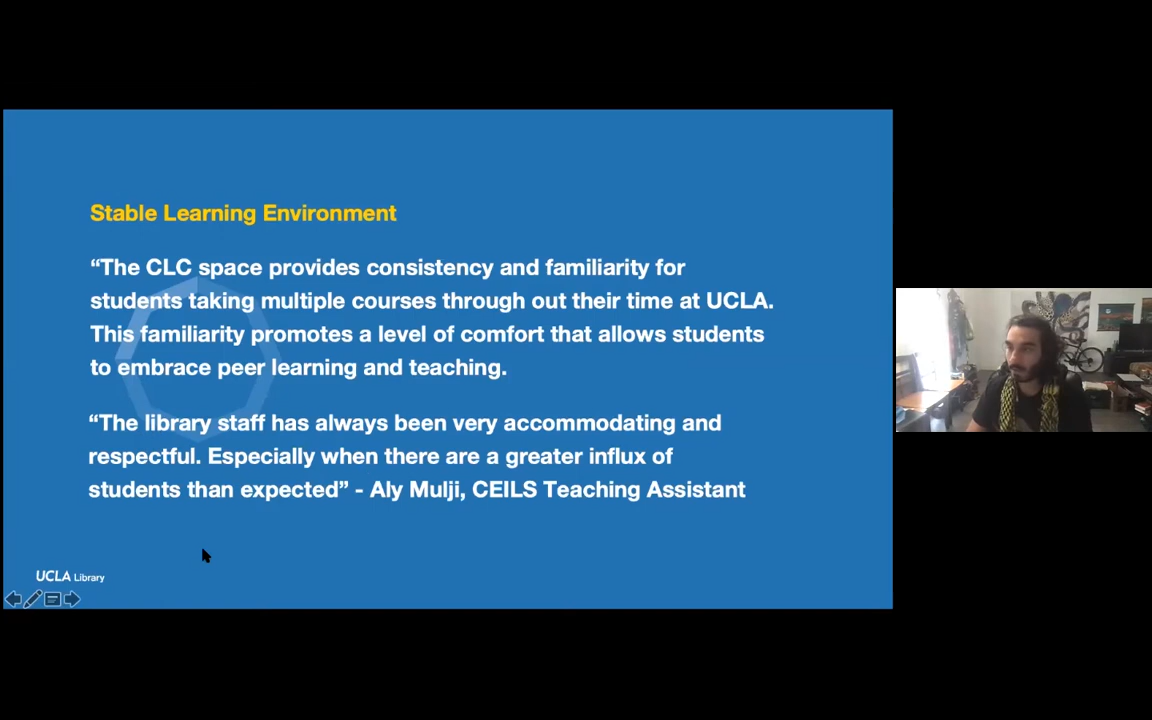 Stable Learning Environment
“The CLC space provides consistency and familiarity for
students taking multiple courses through out their time at UCLA.
This familiarity promotes a level of comfort that allows students
to embrace peer learning and teaching.
“The library staff has always been very accommodating and
respectful. Especially when there are a greater influx of
students than expected” - Aly Mulji, CEILS Teaching Assistant
UCLA Library